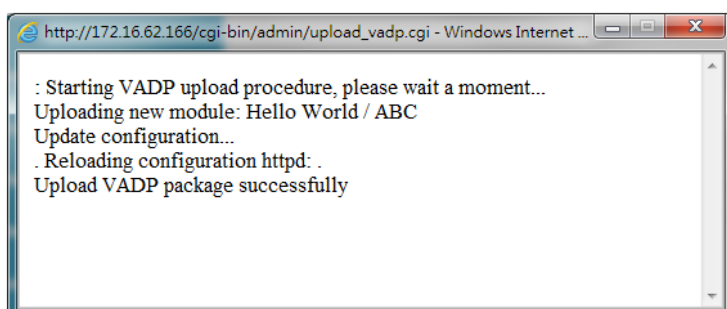 http://172.16.62.166/cgi-bin/admin/upload_vadp.cgi - Windows Internet ...
: Starting VADP upload procedure, please wait a moment...
Uploading new module: Hello World / ABC
Update configuration...
. Reloading configuration httpd: .
Upload VADP package successfully